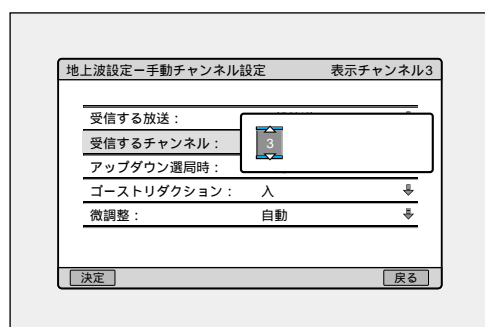 地上波設定ー手動チャンネル設定 表示チャンネル3
受信する放送：
受信するチャンネル： 3
アップダウン選局時：
ゴーストリダクション： 入
微調整： 自動
決定 戻る